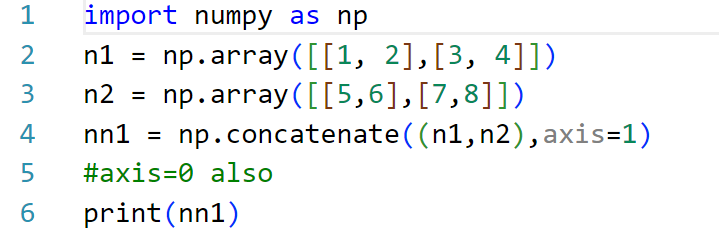 1 import numpy as np
2 n1 = np.array([[1, 2],[3, 4]])
3 n2 = np.array([[5,6],[7,8]])
4 nn1 = np.concatenate((n1,n2),axis=1)
5 #axis=0 also
6 print(nn1)